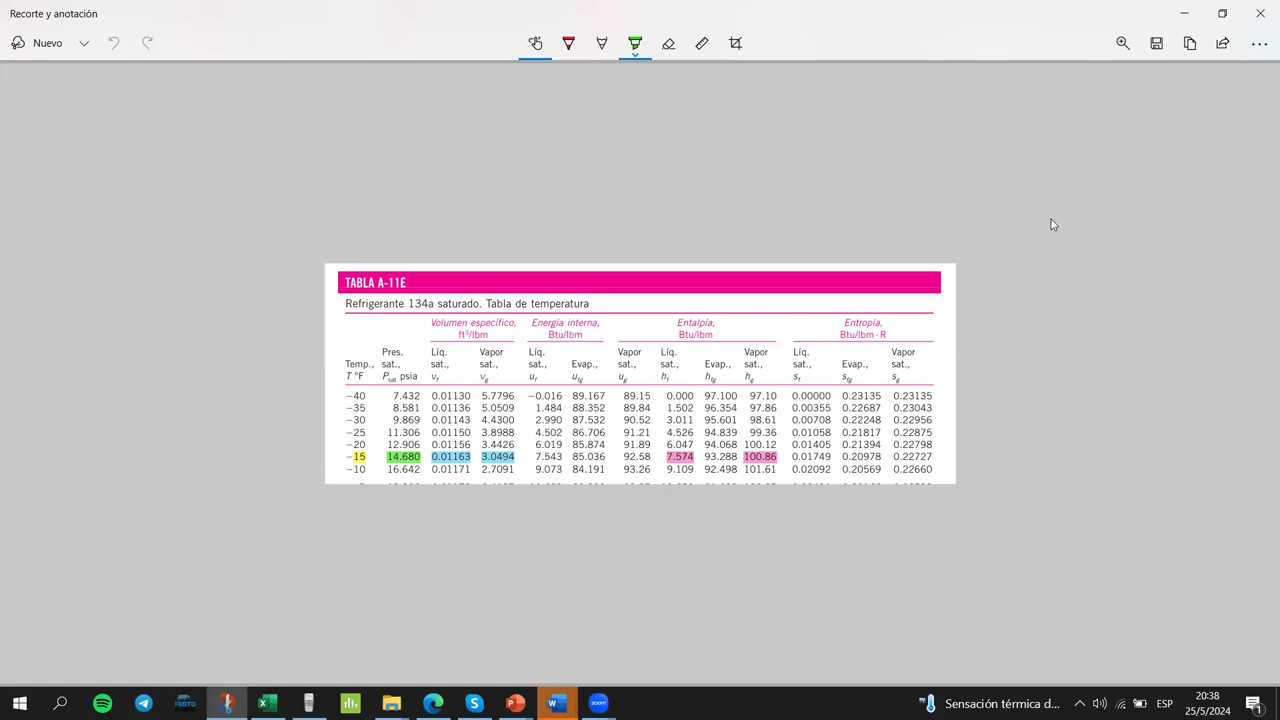 Recorte y anotación
Nuevo
TABLA A-11E
Refrigerante 134a saturado. Tabla de temperatura
Volumen específico, Energía interna, Entalpía, Entropía,
ft³/lbm Btu/lbm Btu/lbm Btu/lbm · R
Pres. Líq. Vapor Líq. Vapor Líq. Vapor Líq. Vapor
Temp., sat., sat., sat., sat., Evap., sat., sat., Evap., sat., sat., Evap., sat.,
T °F Psat psia vf vg uf ufg ug hf hfg hg sf sfg sg
−40 7.432 0.01130 5.7796 −0.016 89.167 89.15 0.000 97.100 97.10 0.00000 0.23135 0.23135
−35 8.581 0.01136 5.0509 1.484 88.352 89.84 1.502 96.354 97.86 0.00355 0.22687 0.23043
−30 9.869 0.01143 4.4300 2.990 87.532 90.52 3.011 95.601 98.61 0.00708 0.22248 0.22956
−25 11.306 0.01150 3.8988 4.502 86.706 91.21 4.526 94.839 99.36 0.01058 0.21817 0.22875
−20 12.906 0.01156 3.4426 6.019 85.874 91.89 6.047 94.068 100.12 0.01405 0.21394 0.22798
−15 14.680 0.01163 3.0494 7.543 85.036 92.58 7.574 93.288 100.86 0.01749 0.20978 0.22727
−10 16.642 0.01171 2.7091 9.073 84.191 93.26 9.109 92.498 101.61 0.02092 0.20569 0.22660
FESTO
zoom
Sensación térmica d...
ESP
20:38
25/5/2024
1